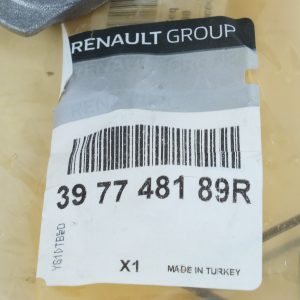 RENAULT GROUP
39 77 481 89R
X1
MADE IN TURKEY